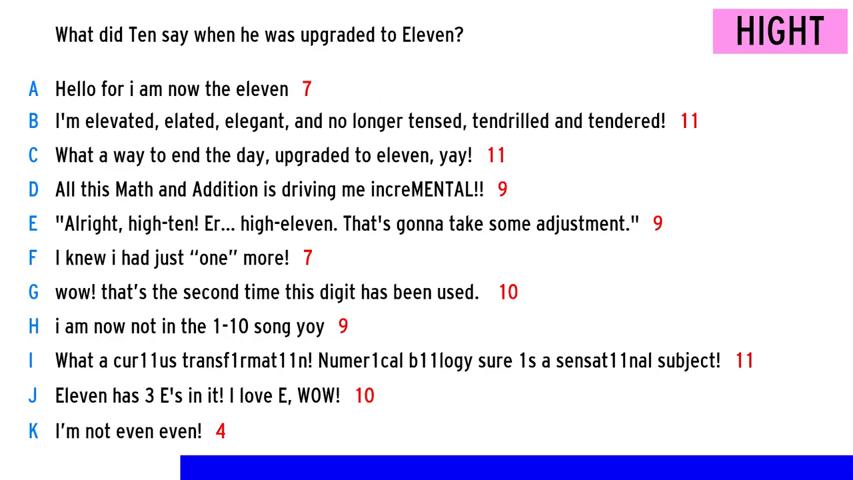 What did Ten say when he was upgraded to Eleven?
HIGHT
A Hello for i am now the eleven 7
B I'm elevated, elated, elegant, and no longer tensed, tendrilled and tendered! 11
C What a way to end the day, upgraded to eleven, yay! 11
D All this Math and Addition is driving me increMENTAL!! 9
E "Alright, high-ten! Er... high-eleven. That's gonna take some adjustment." 9
F I knew i had just “one” more! 7
G wow! that’s the second time this digit has been used. 10
H i am now not in the 1-10 song yoy 9
I What a cur11us transf1rmat11n! Numer1cal b11logy sure 1s a sensat11nal subject! 11
J Eleven has 3 E's in it! I love E, WOW! 10
K I’m not even even! 4